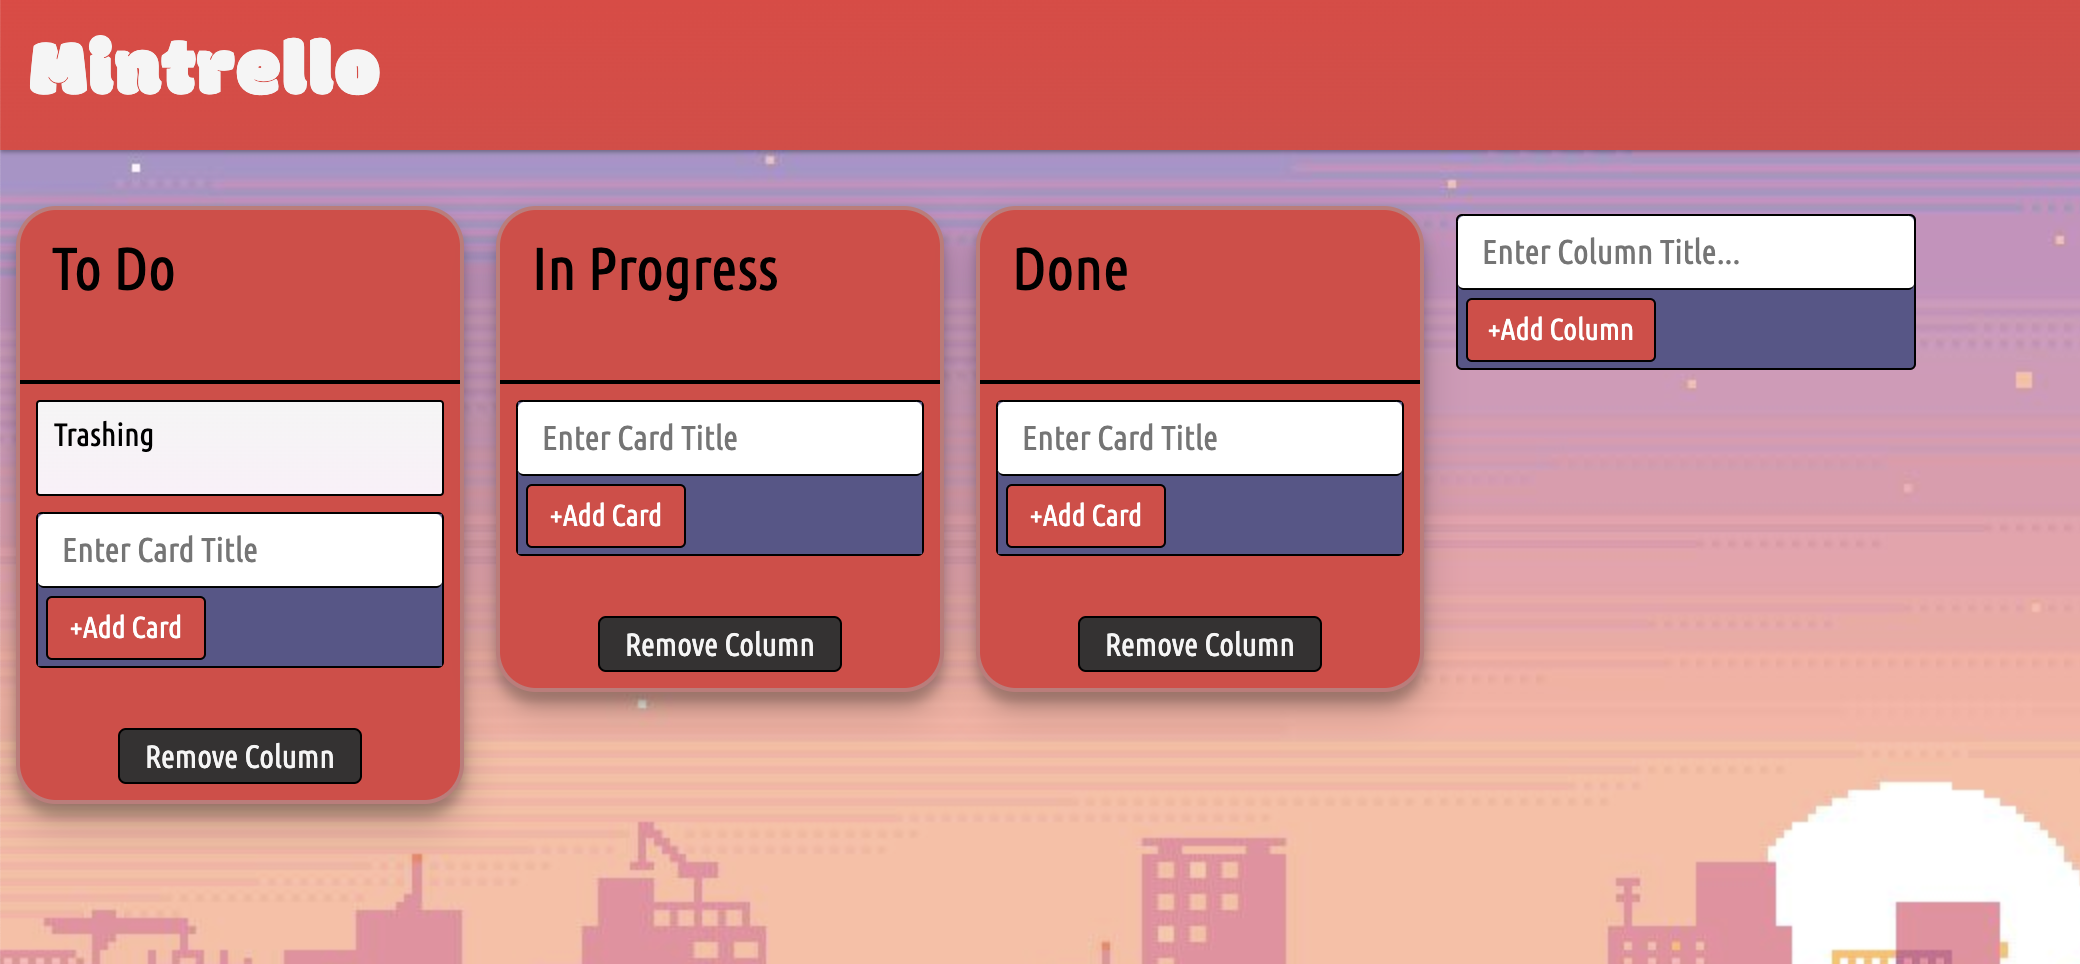 Mintrello
To Do
Trashing
Enter Card Title
+Add Card
Remove Column
In Progress
Enter Card Title
+Add Card
Remove Column
Done
Enter Card Title
+Add Card
Remove Column
Enter Column Title...
+Add Column